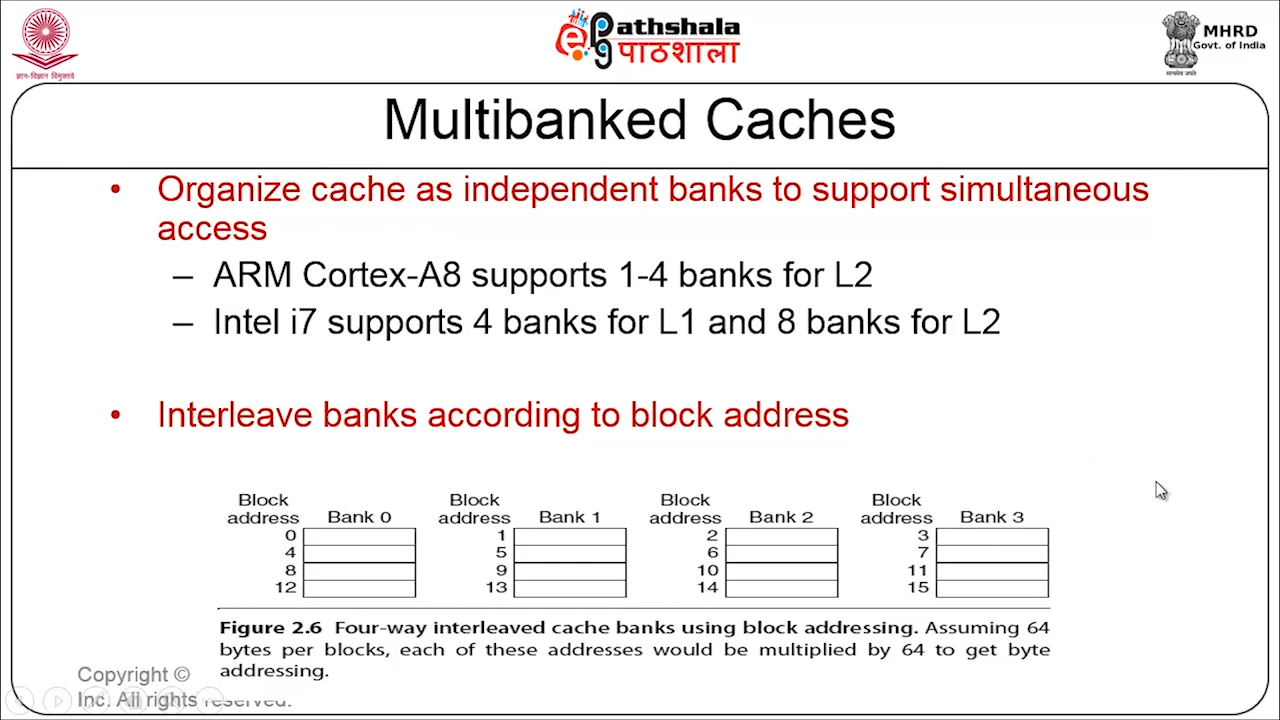 ज्ञान-विज्ञान विमुक्तये
ePathshala
पाठशाला
MHRD
Govt. of India
सत्यमेव जयते
Multibanked Caches
• Organize cache as independent banks to support simultaneous
access
– ARM Cortex-A8 supports 1-4 banks for L2
– Intel i7 supports 4 banks for L1 and 8 banks for L2
• Interleave banks according to block address
Block address Bank 0 Block address Bank 1 Block address Bank 2 Block address Bank 3
0 1 2 3
4 5 6 7
8 9 10 11
12 13 14 15
Figure 2.6 Four-way interleaved cache banks using block addressing. Assuming 64
bytes per blocks, each of these addresses would be multiplied by 64 to get byte
addressing.
Copyright ©
Inc. All rights reserved.